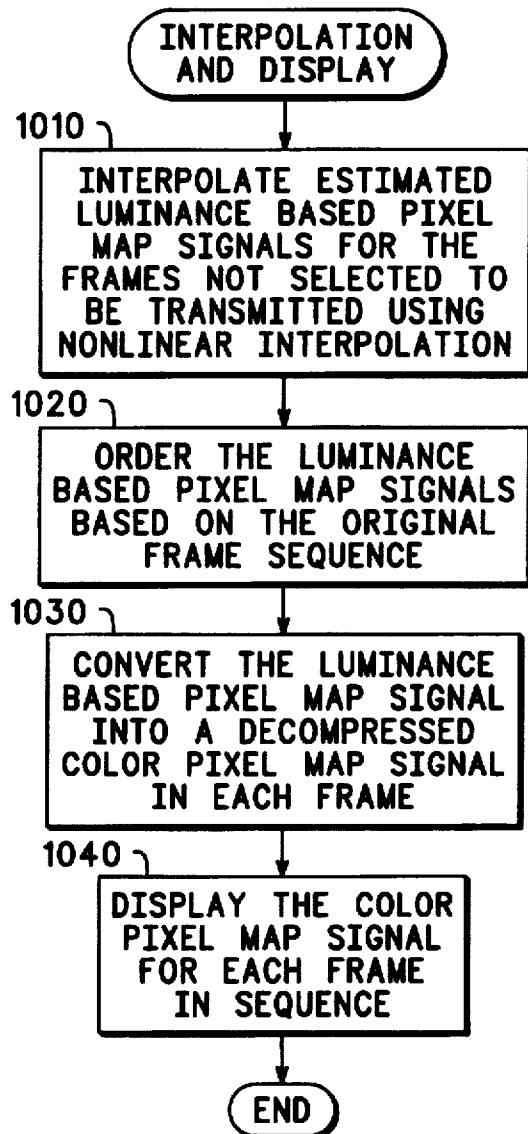 INTERPOLATION
AND DISPLAY
1010
INTERPOLATE ESTIMATED
LUMINANCE BASED PIXEL
MAP SIGNALS FOR THE
FRAMES NOT SELECTED TO
BE TRANSMITTED USING
NONLINEAR INTERPOLATION
1020
ORDER THE LUMINANCE
BASED PIXEL MAP SIGNALS
BASED ON THE ORIGINAL
FRAME SEQUENCE
1030
CONVERT THE LUMINANCE
BASED PIXEL MAP SIGNAL
INTO A DECOMPRESSED
COLOR PIXEL MAP SIGNAL
IN EACH FRAME
1040
DISPLAY THE COLOR
PIXEL MAP SIGNAL
FOR EACH FRAME
IN SEQUENCE
END